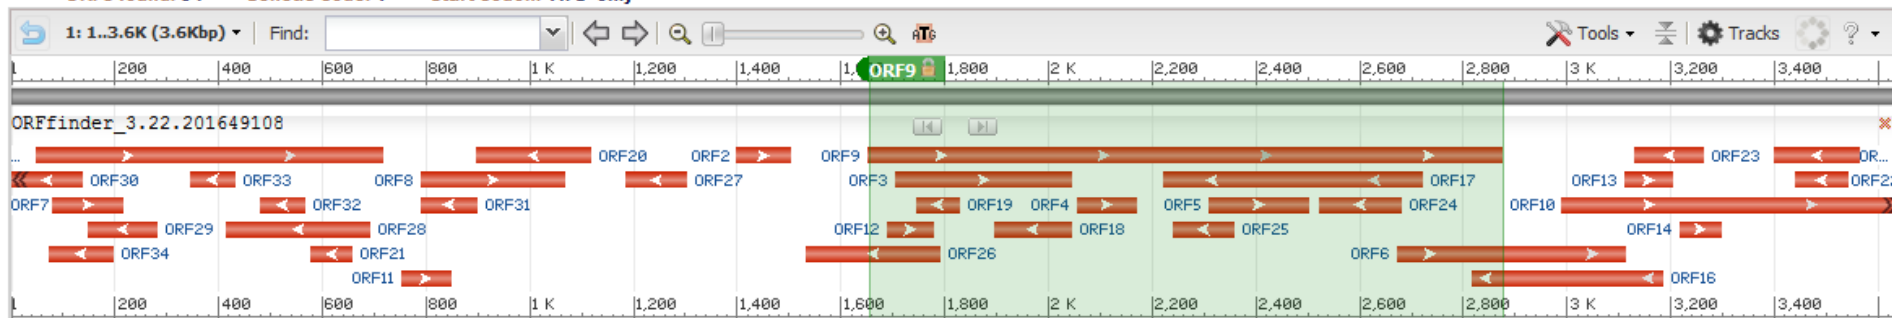 1: 1..3.6K (3.6Kbp) Find: ATG Tools Tracks ?
1 200 400 600 800 1 K 1,200 1,400 1, ORF9 1,800 2 K 2,200 2,400 2,600 2,800 3 K 3,200 3,400
ORFfinder_3.22.201649108
... ORF20 ORF2 ORF9 ORF23 OR...
ORF30 ORF33 ORF8 ORF27 ORF3 ORF17 ORF13 ORF2
ORF7 ORF32 ORF31 ORF19 ORF4 ORF5 ORF24 ORF10
ORF29 ORF28 ORF12 ORF18 ORF25 ORF14
ORF34 ORF21 ORF26 ORF6
ORF11 ORF16
1 200 400 600 800 1 K 1,200 1,400 1,600 1,800 2 K 2,200 2,400 2,600 2,800 3 K 3,200 3,400